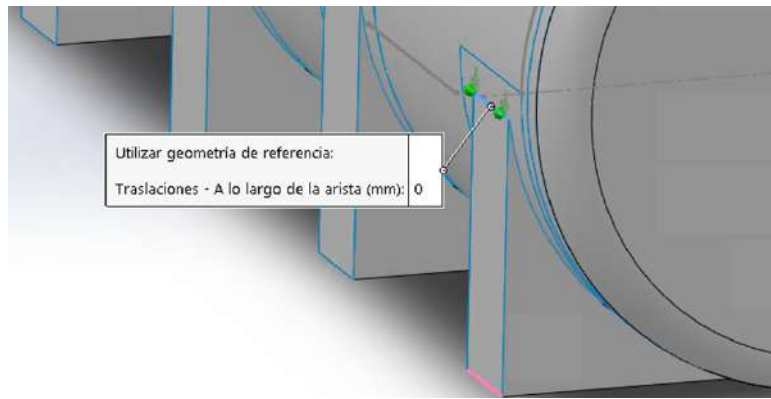 Utilizar geometría de referencia:
Traslaciones - A lo largo de la arista (mm): 0